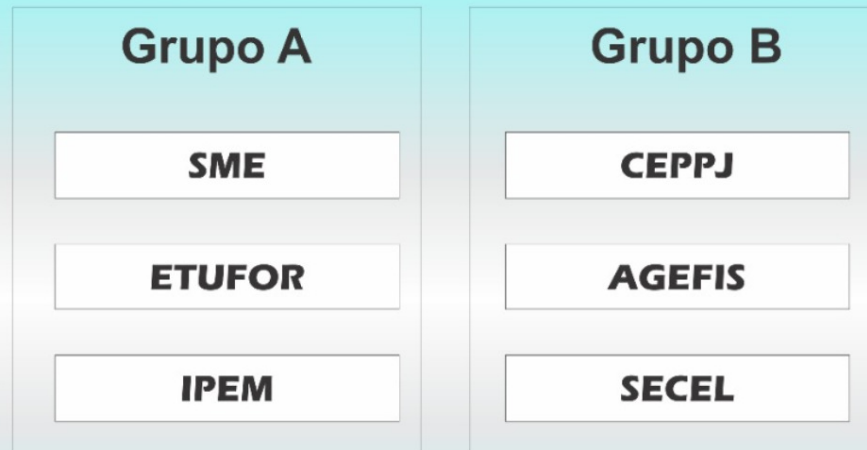 Grupo A
SME
ETUFOR
IPEM
Grupo B
CEPPJ
AGEFIS
SECEL